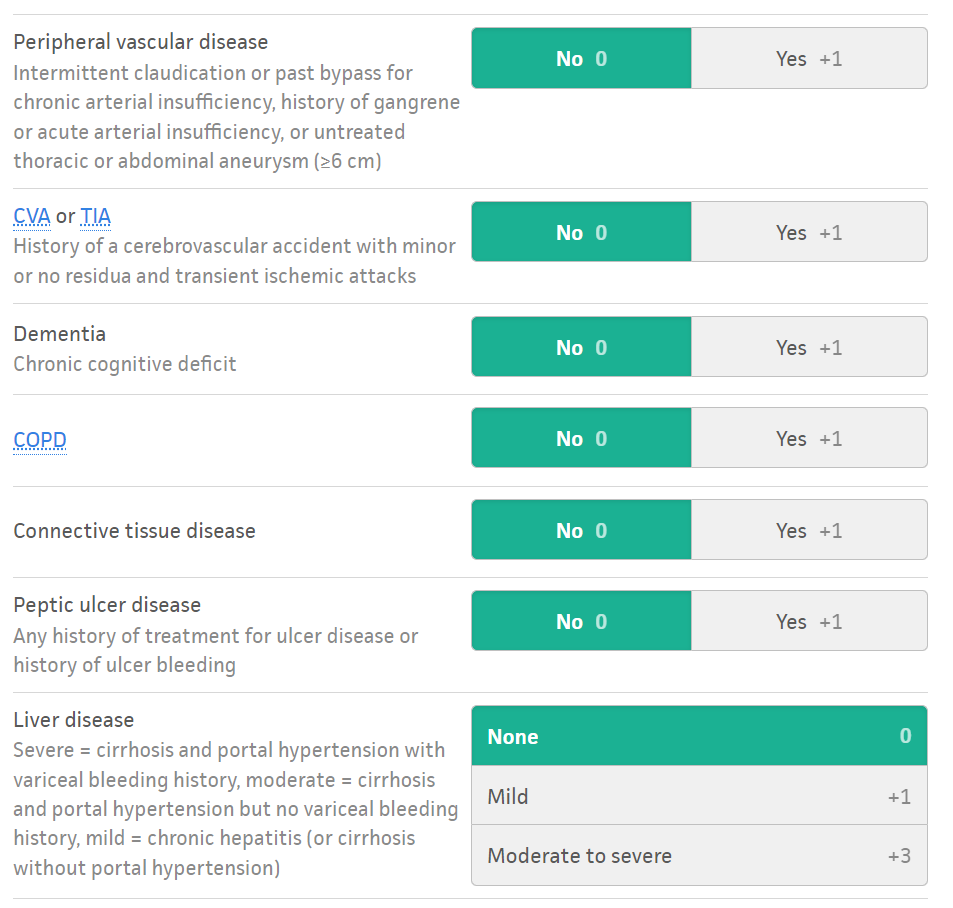 Peripheral vascular disease
No 0
Yes +1
Intermittent claudication or past bypass for
chronic arterial insufficiency, history of gangrene
or acute arterial insufficiency, or untreated
thoracic or abdominal aneurysm (≥6 cm)
CVA or TIA
No 0
Yes +1
History of a cerebrovascular accident with minor
or no residua and transient ischemic attacks
Dementia
No 0
Yes +1
Chronic cognitive deficit
COPD
No 0
Yes +1
Connective tissue disease
No 0
Yes +1
Peptic ulcer disease
No 0
Yes +1
Any history of treatment for ulcer disease or
history of ulcer bleeding
Liver disease
Severe = cirrhosis and portal hypertension with
variceal bleeding history, moderate = cirrhosis
and portal hypertension but no variceal bleeding
history, mild = chronic hepatitis (or cirrhosis
without portal hypertension)
None 0
Mild +1
Moderate to severe +3